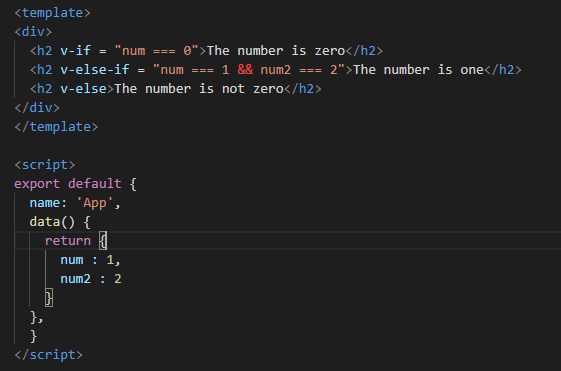 <template>
<div>
  <h2 v-if = "num === 0">The number is zero</h2>
  <h2 v-else-if = "num === 1 && num2 === 2">The number is one</h2>
  <h2 v-else>The number is not zero</h2>
</div>
</template>

<script>
export default {
  name: 'App',
  data() {
    return {
      num : 1,
      num2 : 2
    }
  },
  }
</script>